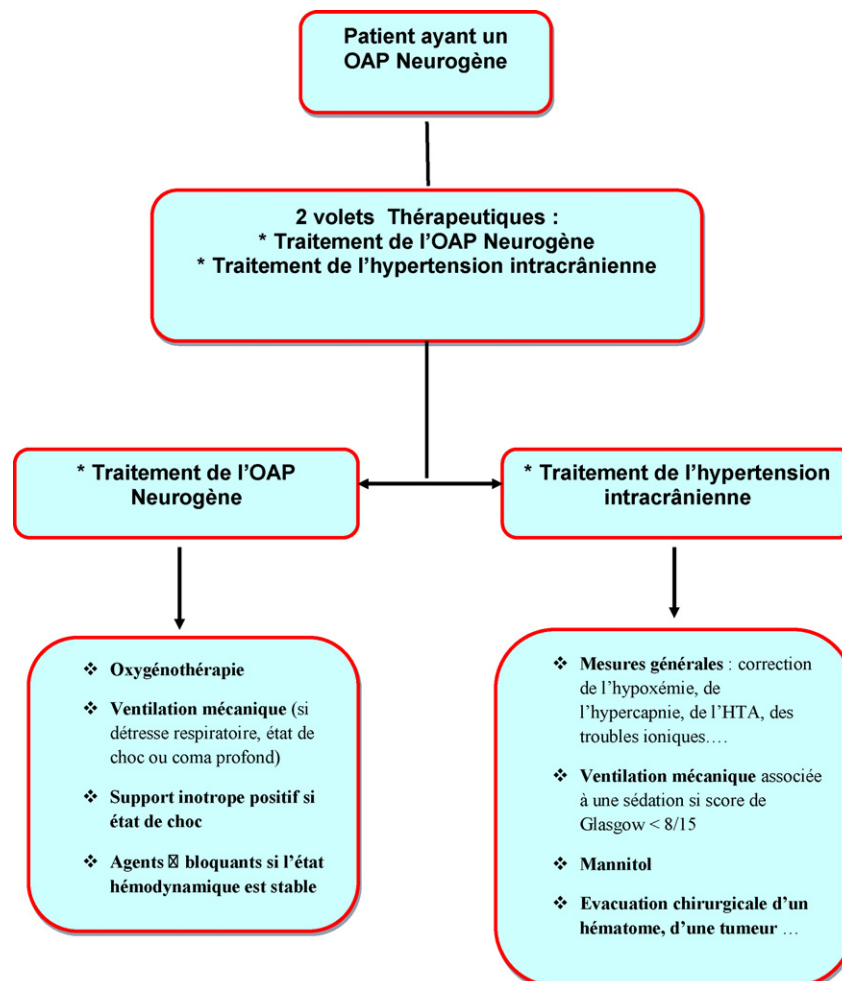 Patient ayant un
OAP Neurogène
2 volets Thérapeutiques :
* Traitement de l'OAP Neurogène
* Traitement de l'hypertension intracrânienne
* Traitement de l'OAP
Neurogène
* Traitement de l'hypertension
intracrânienne
❖ Oxygénothérapie
❖ Ventilation mécanique (si
détresse respiratoire, état de
choc ou coma profond)
❖ Support inotrope positif si
état de choc
❖ Agents bloquants si l'état
hémodynamique est stable
❖ Mesures générales : correction
de l'hypoxémie, de
l'hypercapnie, de l'HTA, des
troubles ioniques….
❖ Ventilation mécanique associée
à une sédation si score de
Glasgow < 8/15
❖ Mannitol
❖ Evacuation chirurgicale d'un
hématome, d'une tumeur …